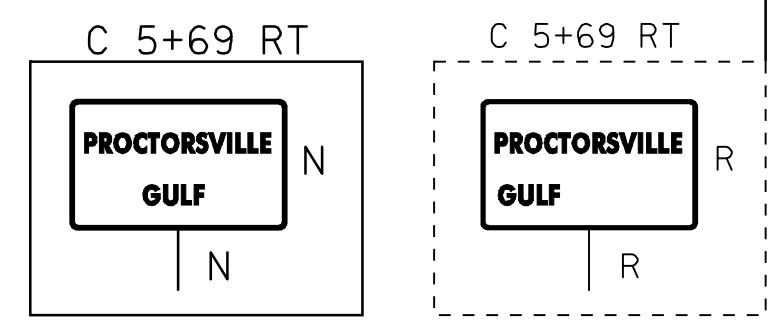 C 5+69 RT
PROCTORSVILLE
GULF
N
N
C 5+69 RT
PROCTORSVILLE
GULF
R
R